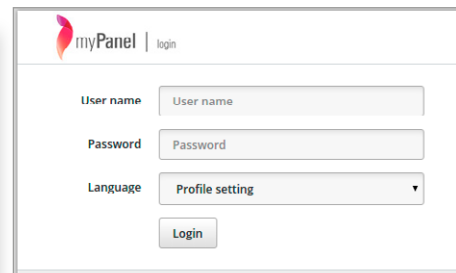 myPanel | login
User name User name
Password Password
Language Profile setting
Login